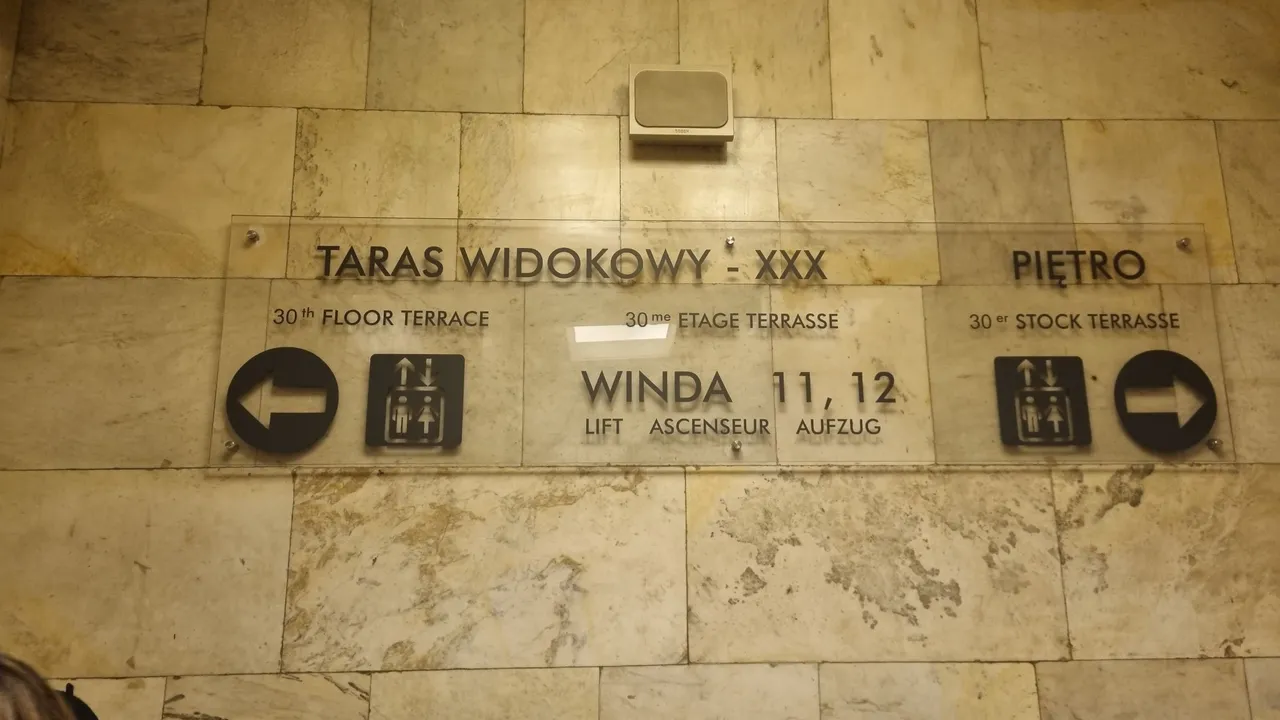 TARAS WIDOKOWY - XXX PIĘTRO
30th FLOOR TERRACE 30me ETAGE TERRASSE 30er STOCK TERRASSE
WINDA 11, 12
LIFT ASCENSEUR AUFZUG